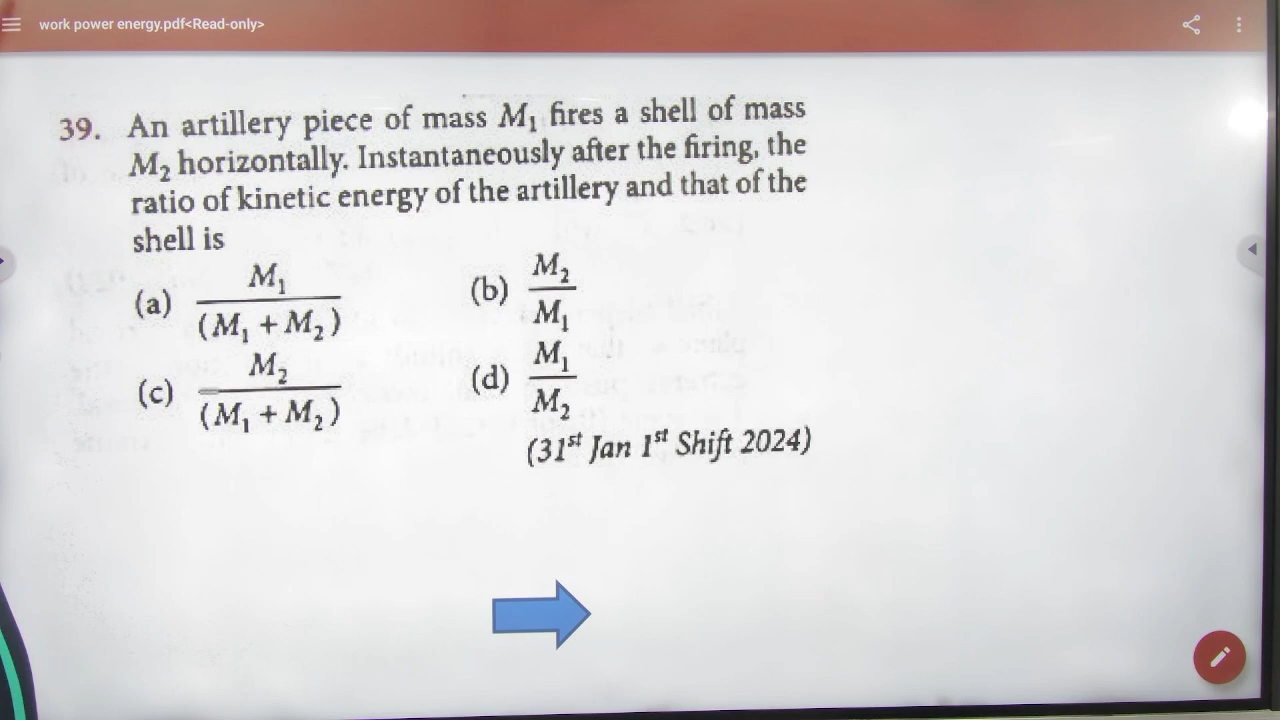 work power energy.pdf<Read-only>
39. An artillery piece of mass M₁ fires a shell of mass
M₂ horizontally. Instantaneously after the firing, the
ratio of kinetic energy of the artillery and that of the
shell is
(a) M₁ / (M₁ + M₂) (b) M₂ / M₁
(c) M₂ / (M₁ + M₂) (d) M₁ / M₂
(31st Jan 1st Shift 2024)